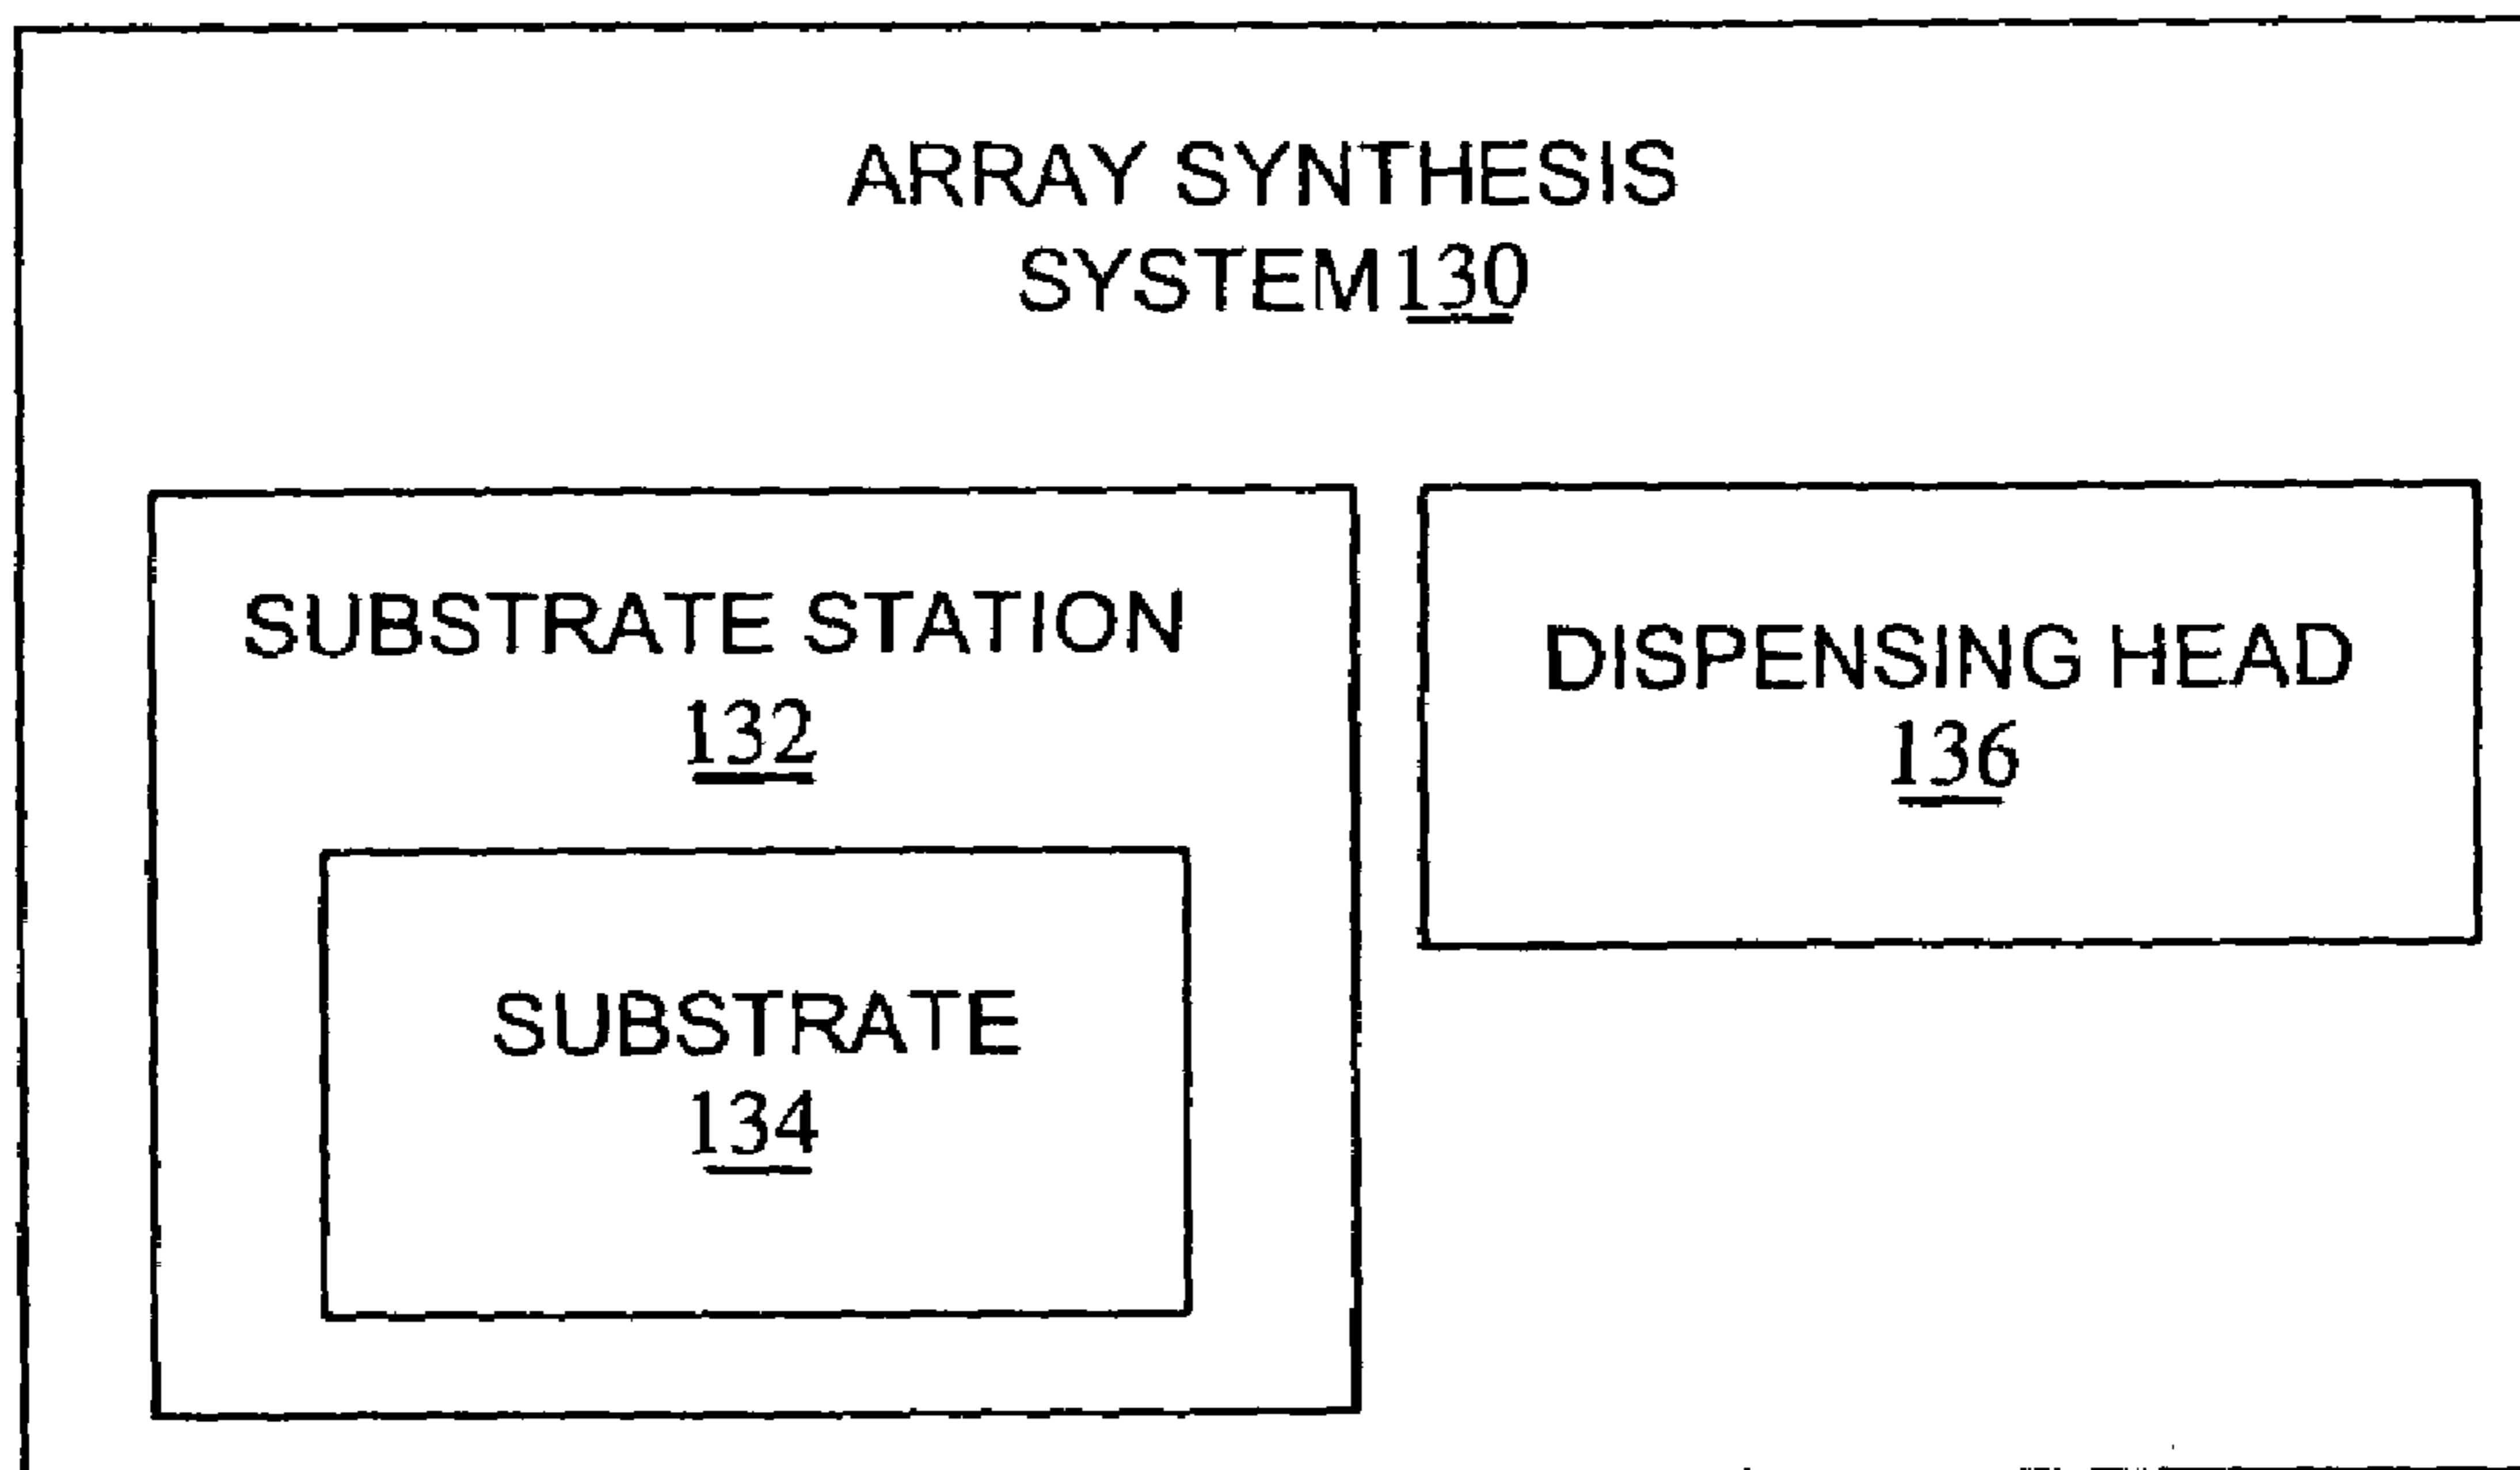 ARRAY SYNTHESIS
SYSTEM 130
SUBSTRATE STATION
132
DISPENSING HEAD
136
SUBSTRATE
134